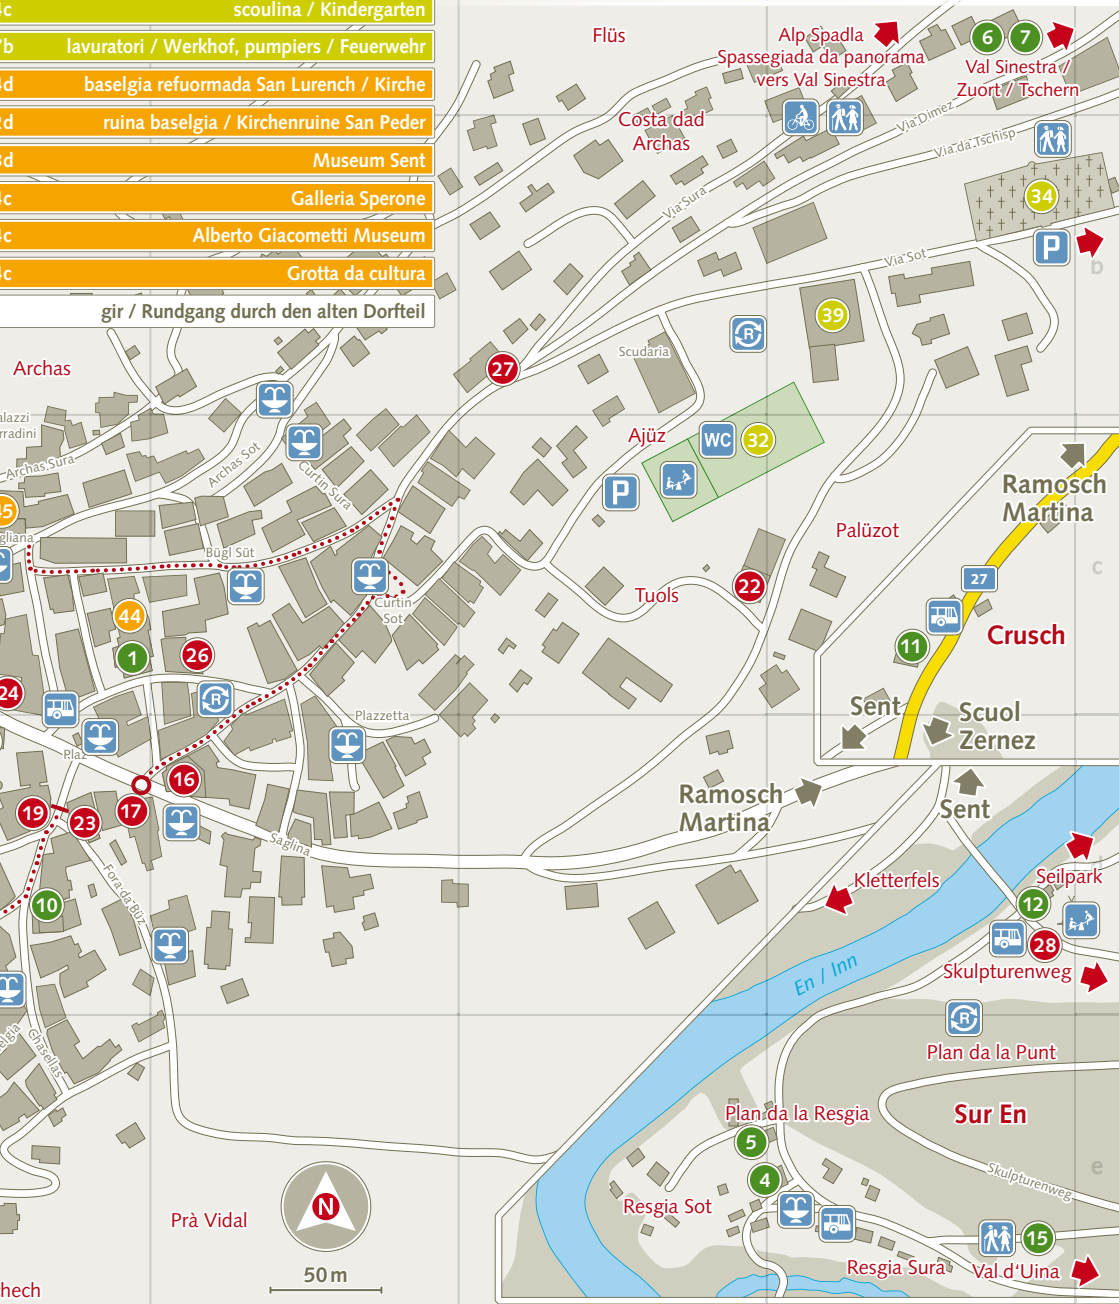 4c scoulina / Kindergarten
7b lavuratori / Werkhof, pumpiers / Feuerwehr
baselgia refuormada San Lurench / Kirche
ruina baselgia / Kirchenruine San Peder
Museum Sent
Galleria Sperone
Alberto Giacometti Museum
Grotta da cultura
gir / Rundgang durch den alten Dorfteil
Flüs
Alp Spadla
Spassegiada da panorama
vers Val Sinestra
6
7
Val Sinestra /
Zuort / Tschern
Costa dad
Archas
Via Dimez
Via da Tschisp
Via Sura
34
P
Via Sot
b
39
R
Scudaria
27
Archas
Archas Sura
Archas Sot
Curtin Sura
Ajüz
WC
32
P
Ramosch
Martina
Palüzot
45
Bügl Süt
27
c
Curtin
Sot
Tuols
22
44
1
26
Crusch
11
24
R
Plazzetta
Sent
Scuol
Zernez
Plaz
16
17
19
23
Ramosch
Martina
Sent
Saglina
Fora da Büz
Kletterfels
Seilpark
12
10
28
En / Inn
Skulpturenweg
R
Plan da la Punt
Chasellas
Plan da la Resgia
Sur En
5
4
e
Skulpturenweg
N
Prà Vidal
Resgia Sot
15
Resgia Sura
Val d'Uina
50 m